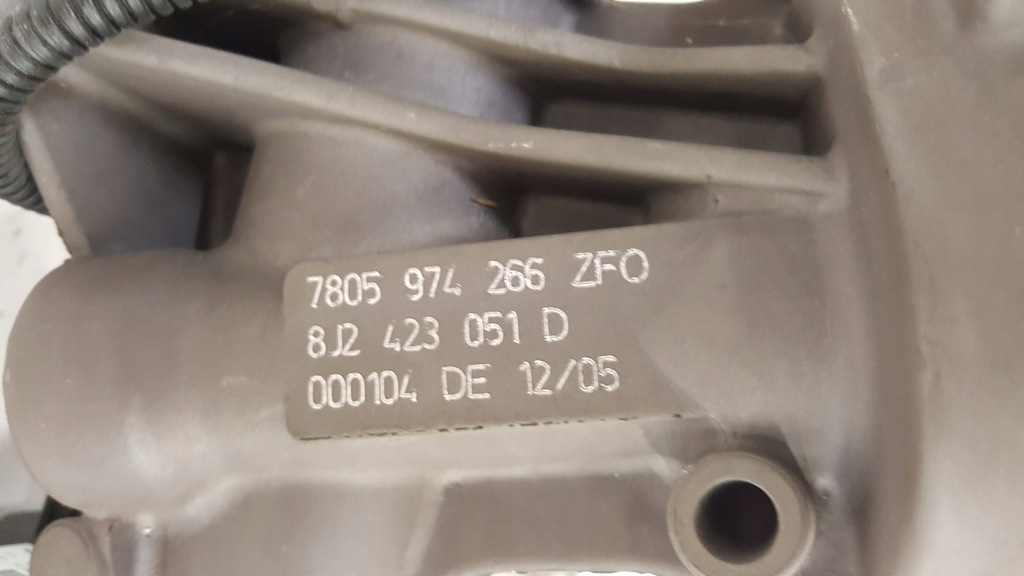 7805 974 266 ZFO
8J2 423 051 D
000104 DE 12/05